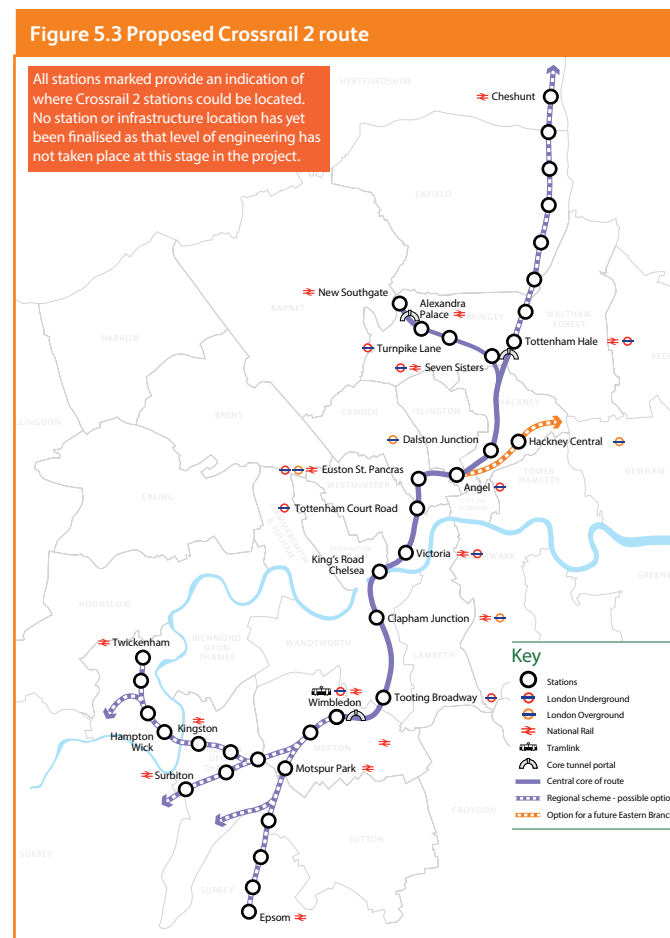 Figure 5.3 Proposed Crossrail 2 route
All stations marked provide an indication of
where Crossrail 2 stations could be located.
No station or infrastructure location has yet
been finalised as that level of engineering has
not taken place at this stage in the project.
HERTFORDSHIRE
Cheshunt
ENFIELD
New Southgate
BARNET
Alexandra
Palace
HARINGEY
WALTHAM
FOREST
HARROW
Turnpike Lane
Tottenham Hale
Seven Sisters
HACKNEY
CAMDEN
ISLINGTON
BRENT
Dalston Junction
Hackney Central
Euston St. Pancras
WESTMINSTER
TOWER
HAMLETS
NEWHAM
EALING
Angel
CITY OF
LONDON
Tottenham Court Road
HAMMERSMITH
& FULHAM
Victoria
King's Road
Chelsea
HOUNSLOW
Clapham Junction
RICHMOND
UPON
THAMES
WANDSWORTH
LAMBETH
Twickenham
Wimbledon
Tooting Broadway
Hampton
Wick
Kingston
MERTON
Surbiton
Motspur Park
CROYDON
SUTTON
SURREY
SURREY
Epsom
Key
Stations
London Underground
London Overground
National Rail
Tramlink
Core tunnel portal
Central core of route
Regional scheme - possible optio
Option for a future Eastern Branch